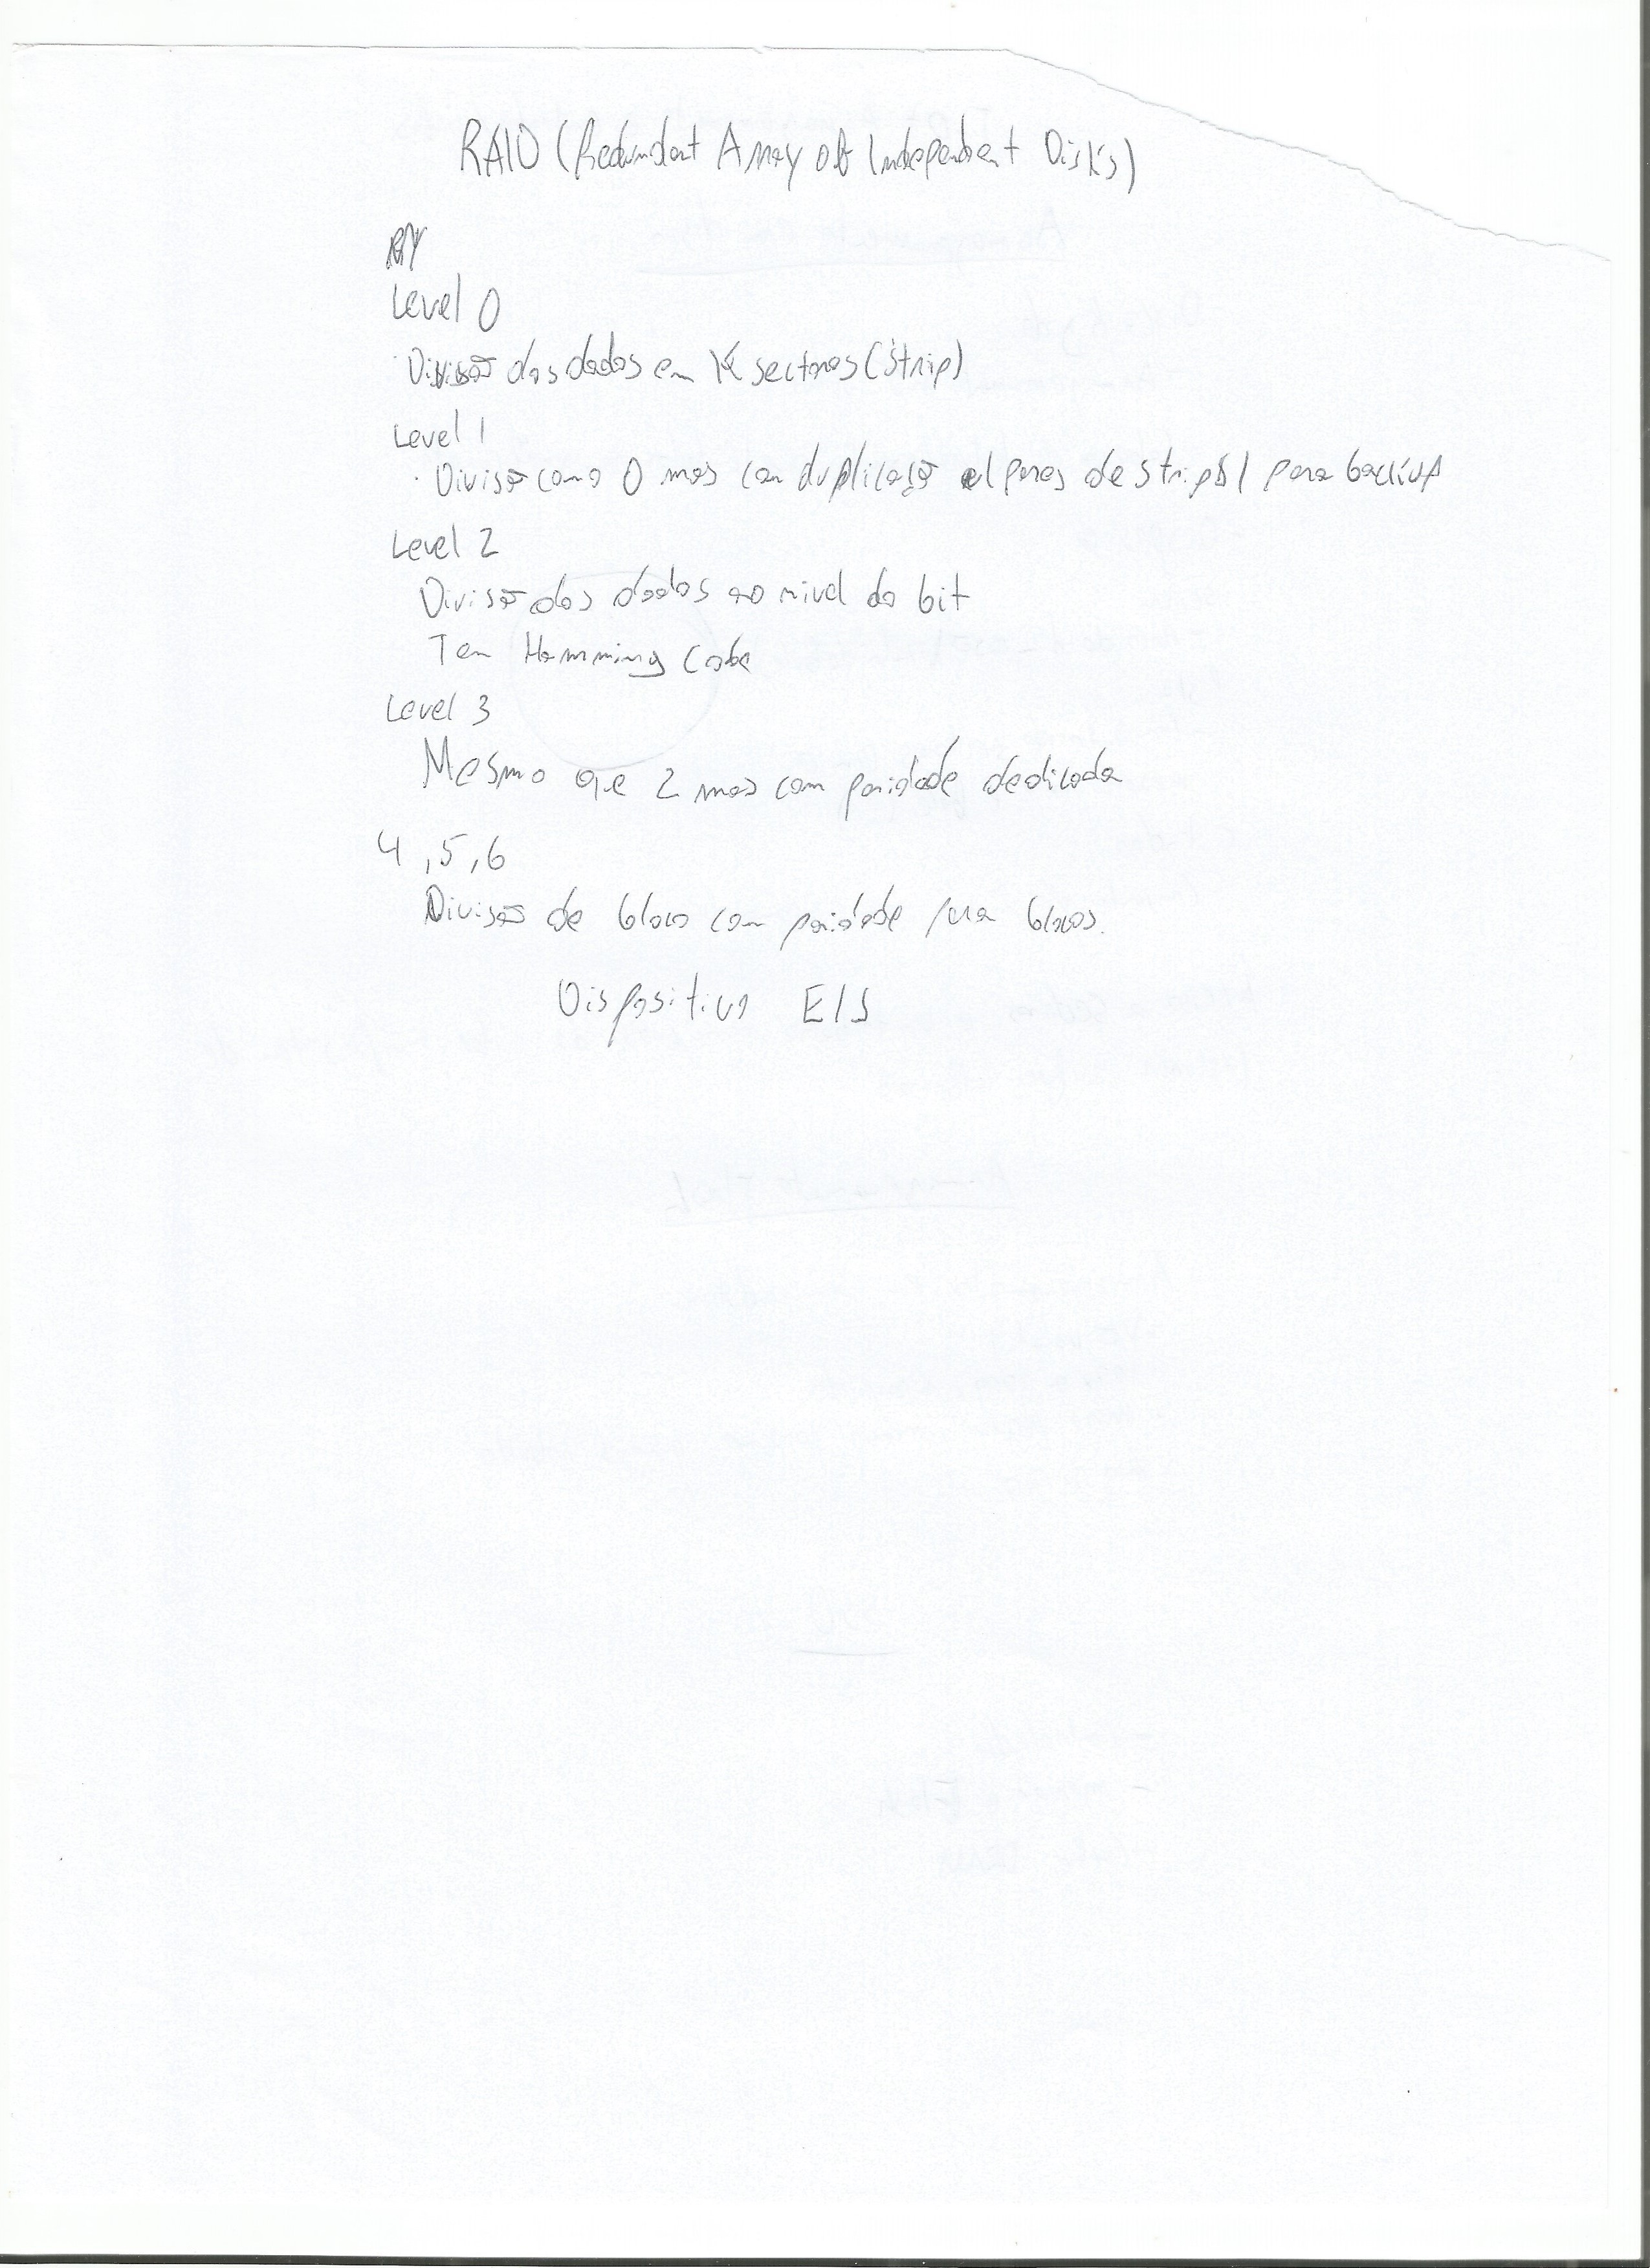 RAID (Redundant Array of Independent Disks)
Level 0
· Divisão dos dados em K sectores (Strip)
Level 1
· Divisão como 0 mas com duplicação pares de strips para backup
Level 2
Divisão dos dados ao nivel do bit
Tem Hamming Code
Level 3
Mesmo que 2 mas com paridade dedicada
4, 5, 6
Divisão de bloco com paridade para blocos.
Dispositivo E/S